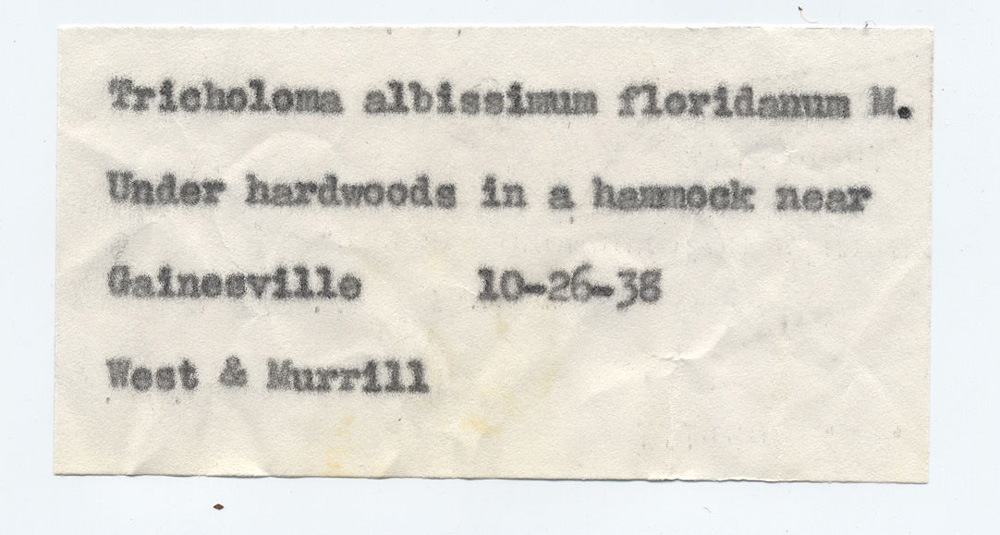 Tricholoma albissimum floridanum M.
Under hardwoods in a hammock near
Gainesville 10-26-38
West & Murrill